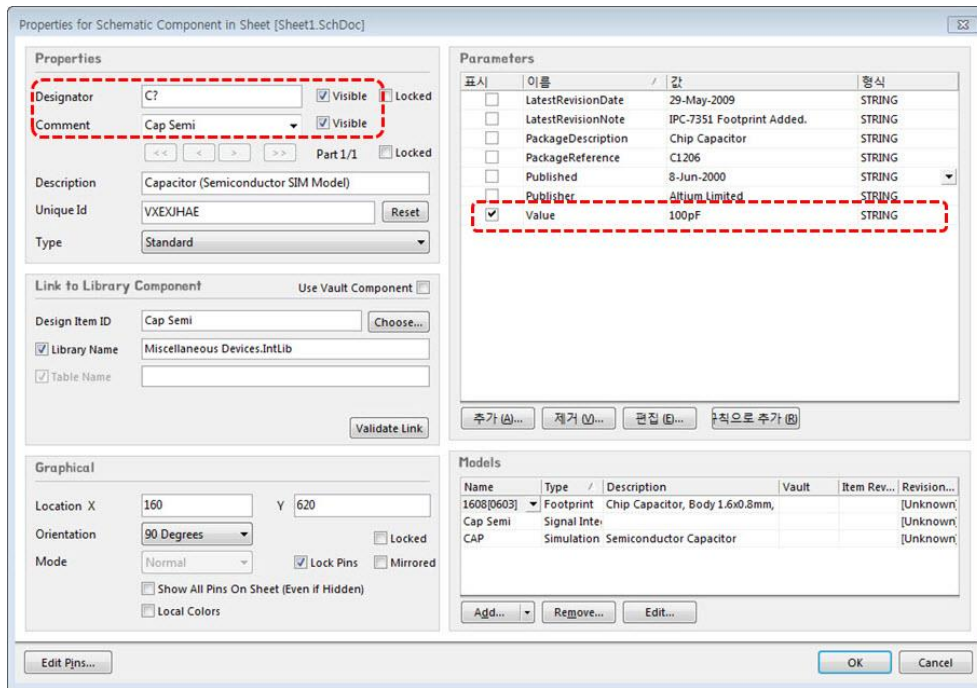 Properties for Schematic Component in Sheet [Sheet1.SchDoc]
Properties
Designator C? Visible Locked
Comment Cap Semi Visible
<< < > >> Part 1/1 Locked
Description Capacitor (Semiconductor SIM Model)
Unique Id VXEXJHAE Reset
Type Standard
Link to Library Component Use Vault Component
Design Item ID Cap Semi Choose...
Library Name Miscellaneous Devices.IntLib
Table Name
Validate Link
Graphical
Location X 160 Y 620
Orientation 90 Degrees Locked
Mode Normal Lock Pins Mirrored
Show All Pins On Sheet (Even if Hidden)
Local Colors
Parameters
표시 이름 / 값 형식
LatestRevisionDate 29-May-2009 STRING
LatestRevisionNote IPC-7351 Footprint Added. STRING
PackageDescription Chip Capacitor STRING
PackageReference C1206 STRING
Published 8-Jun-2000 STRING
Publisher Altium Limited STRING
Value 100pF STRING
추가 (A)... 제거 (V)... 편집 (E)... 규칙으로 추가 (R)
Models
Name Type / Description Vault Item Rev... Revision...
1608[0603] Footprint Chip Capacitor, Body 1.6x0.8mm, [Unknown]
Cap Semi Signal Inte [Unknown]
CAP Simulation Semiconductor Capacitor [Unknown]
Add... Remove... Edit...
Edit Pins... OK Cancel